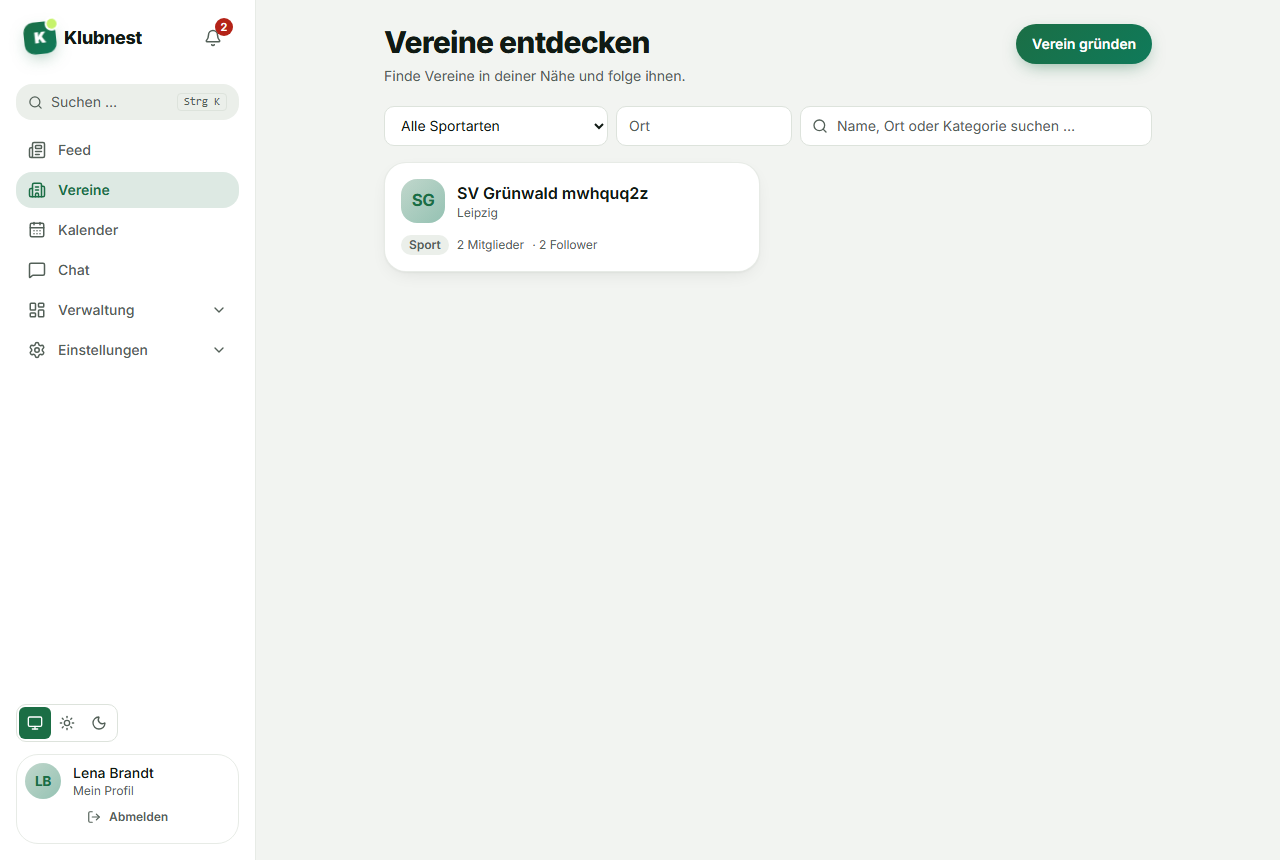 K Klubnest
2
Suchen ...
Strg K
Feed
Vereine
Kalender
Chat
Verwaltung
Einstellungen
LB
Lena Brandt
Mein Profil
Abmelden
Vereine entdecken
Finde Vereine in deiner Nähe und folge ihnen.
Verein gründen
Alle Sportarten
Ort
Name, Ort oder Kategorie suchen ...
SG
SV Grünwald mwhquq2z
Leipzig
Sport 2 Mitglieder · 2 Follower